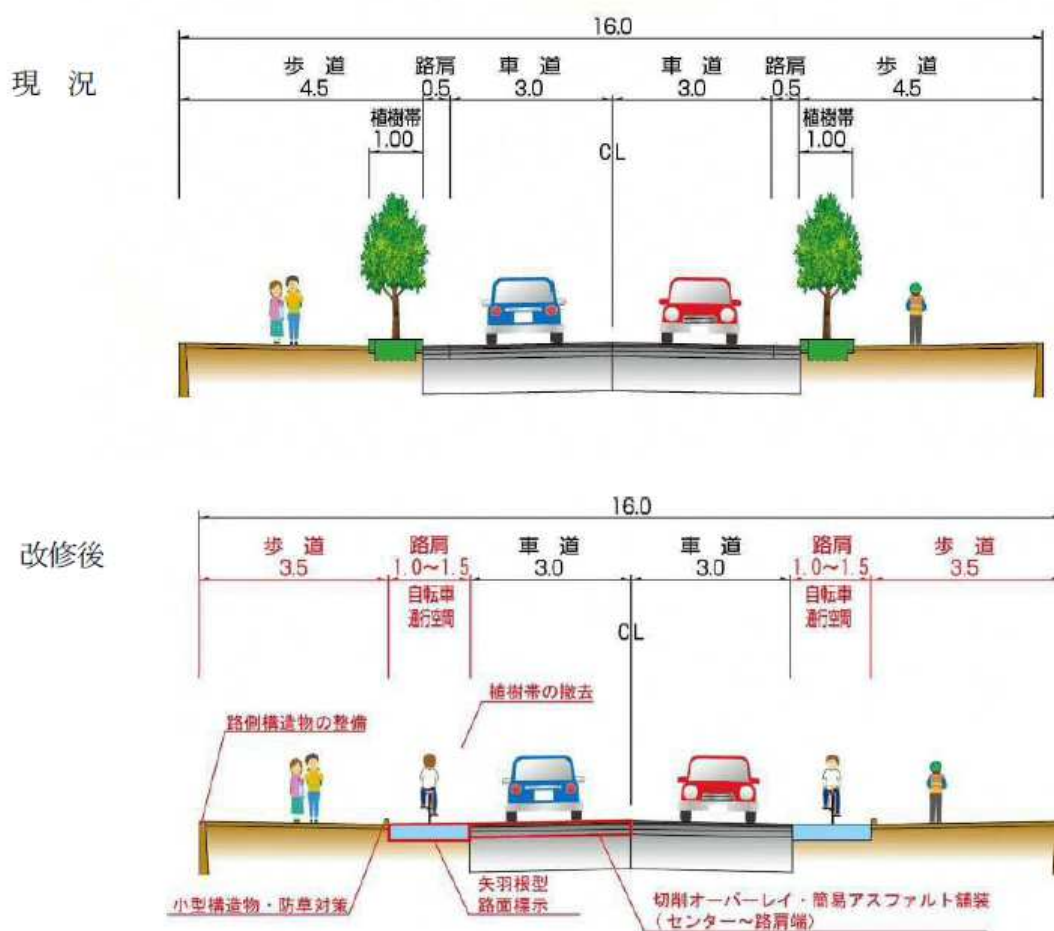 16.0
現 況
歩 道 路肩 車 道 車 道 路肩 歩 道
4.5 0.5 3.0 3.0 0.5 4.5
植樹帯 植樹帯
1.00 1.00
CL
16.0
改修後
歩 道 路肩 車 道 車 道 路肩 歩 道
3.5 1.0~1.5 3.0 3.0 1.0~1.5 3.5
自転車 自転車
通行空間 通行空間
CL
植樹帯の撤去
路側構造物の整備
小型構造物・防草対策
矢羽根型
路面標示
切削オーバーレイ・簡易アスファルト舗装
(センター~路肩端)